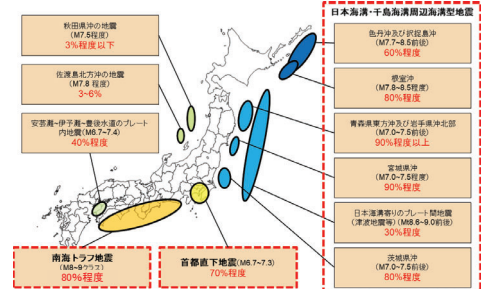 秋田県沖の地震
(M7.5程度)
3%程度以下
佐渡島北方沖の地震
(M7.8 程度)
3~6%
安芸灘~伊予灘~豊後水道のプレート
内地震(M6.7~7.4)
40%程度
南海トラフ地震
(M8~9クラス)
80%程度
首都直下地震(M6.7~7.3)
70%程度
日本海溝・千島海溝周辺海溝型地震
色丹沖及び択捉島沖
(M7.7~8.5前後)
60%程度
根室沖
(M7.8~8.5程度)
80%程度
青森県東方沖及び岩手県沖北部
(M7.0~7.5前後)
90%程度以上
宮城県沖
(M7.0~7.5前後)
90%程度
日本海溝寄りのプレート間地震
(津波地震等)(M8.6~9.0前後)
30%程度
茨城県沖
(M7.0~7.5前後)
80%程度